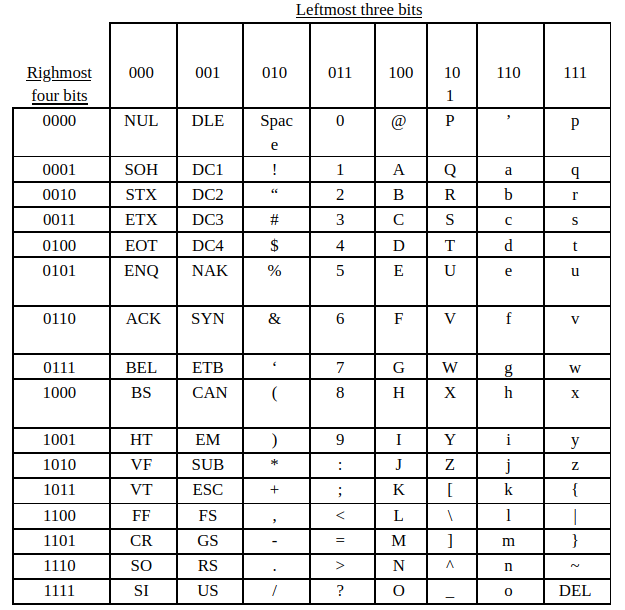 Leftmost three bits
Righmost 000 001 010 011 100 10 110 111
four bits 1
0000 NUL DLE Spac 0 @ P ’ p
e
0001 SOH DC1 ! 1 A Q a q
0010 STX DC2 “ 2 B R b r
0011 ETX DC3 # 3 C S c s
0100 EOT DC4 $ 4 D T d t
0101 ENQ NAK % 5 E U e u
0110 ACK SYN & 6 F V f v
0111 BEL ETB ‘ 7 G W g w
1000 BS CAN ( 8 H X h x
1001 HT EM ) 9 I Y i y
1010 VF SUB * : J Z j z
1011 VT ESC + ; K [ k {
1100 FF FS , < L \ l |
1101 CR GS - = M ] m }
1110 SO RS . > N ^ n ~
1111 SI US / ? O _ o DEL